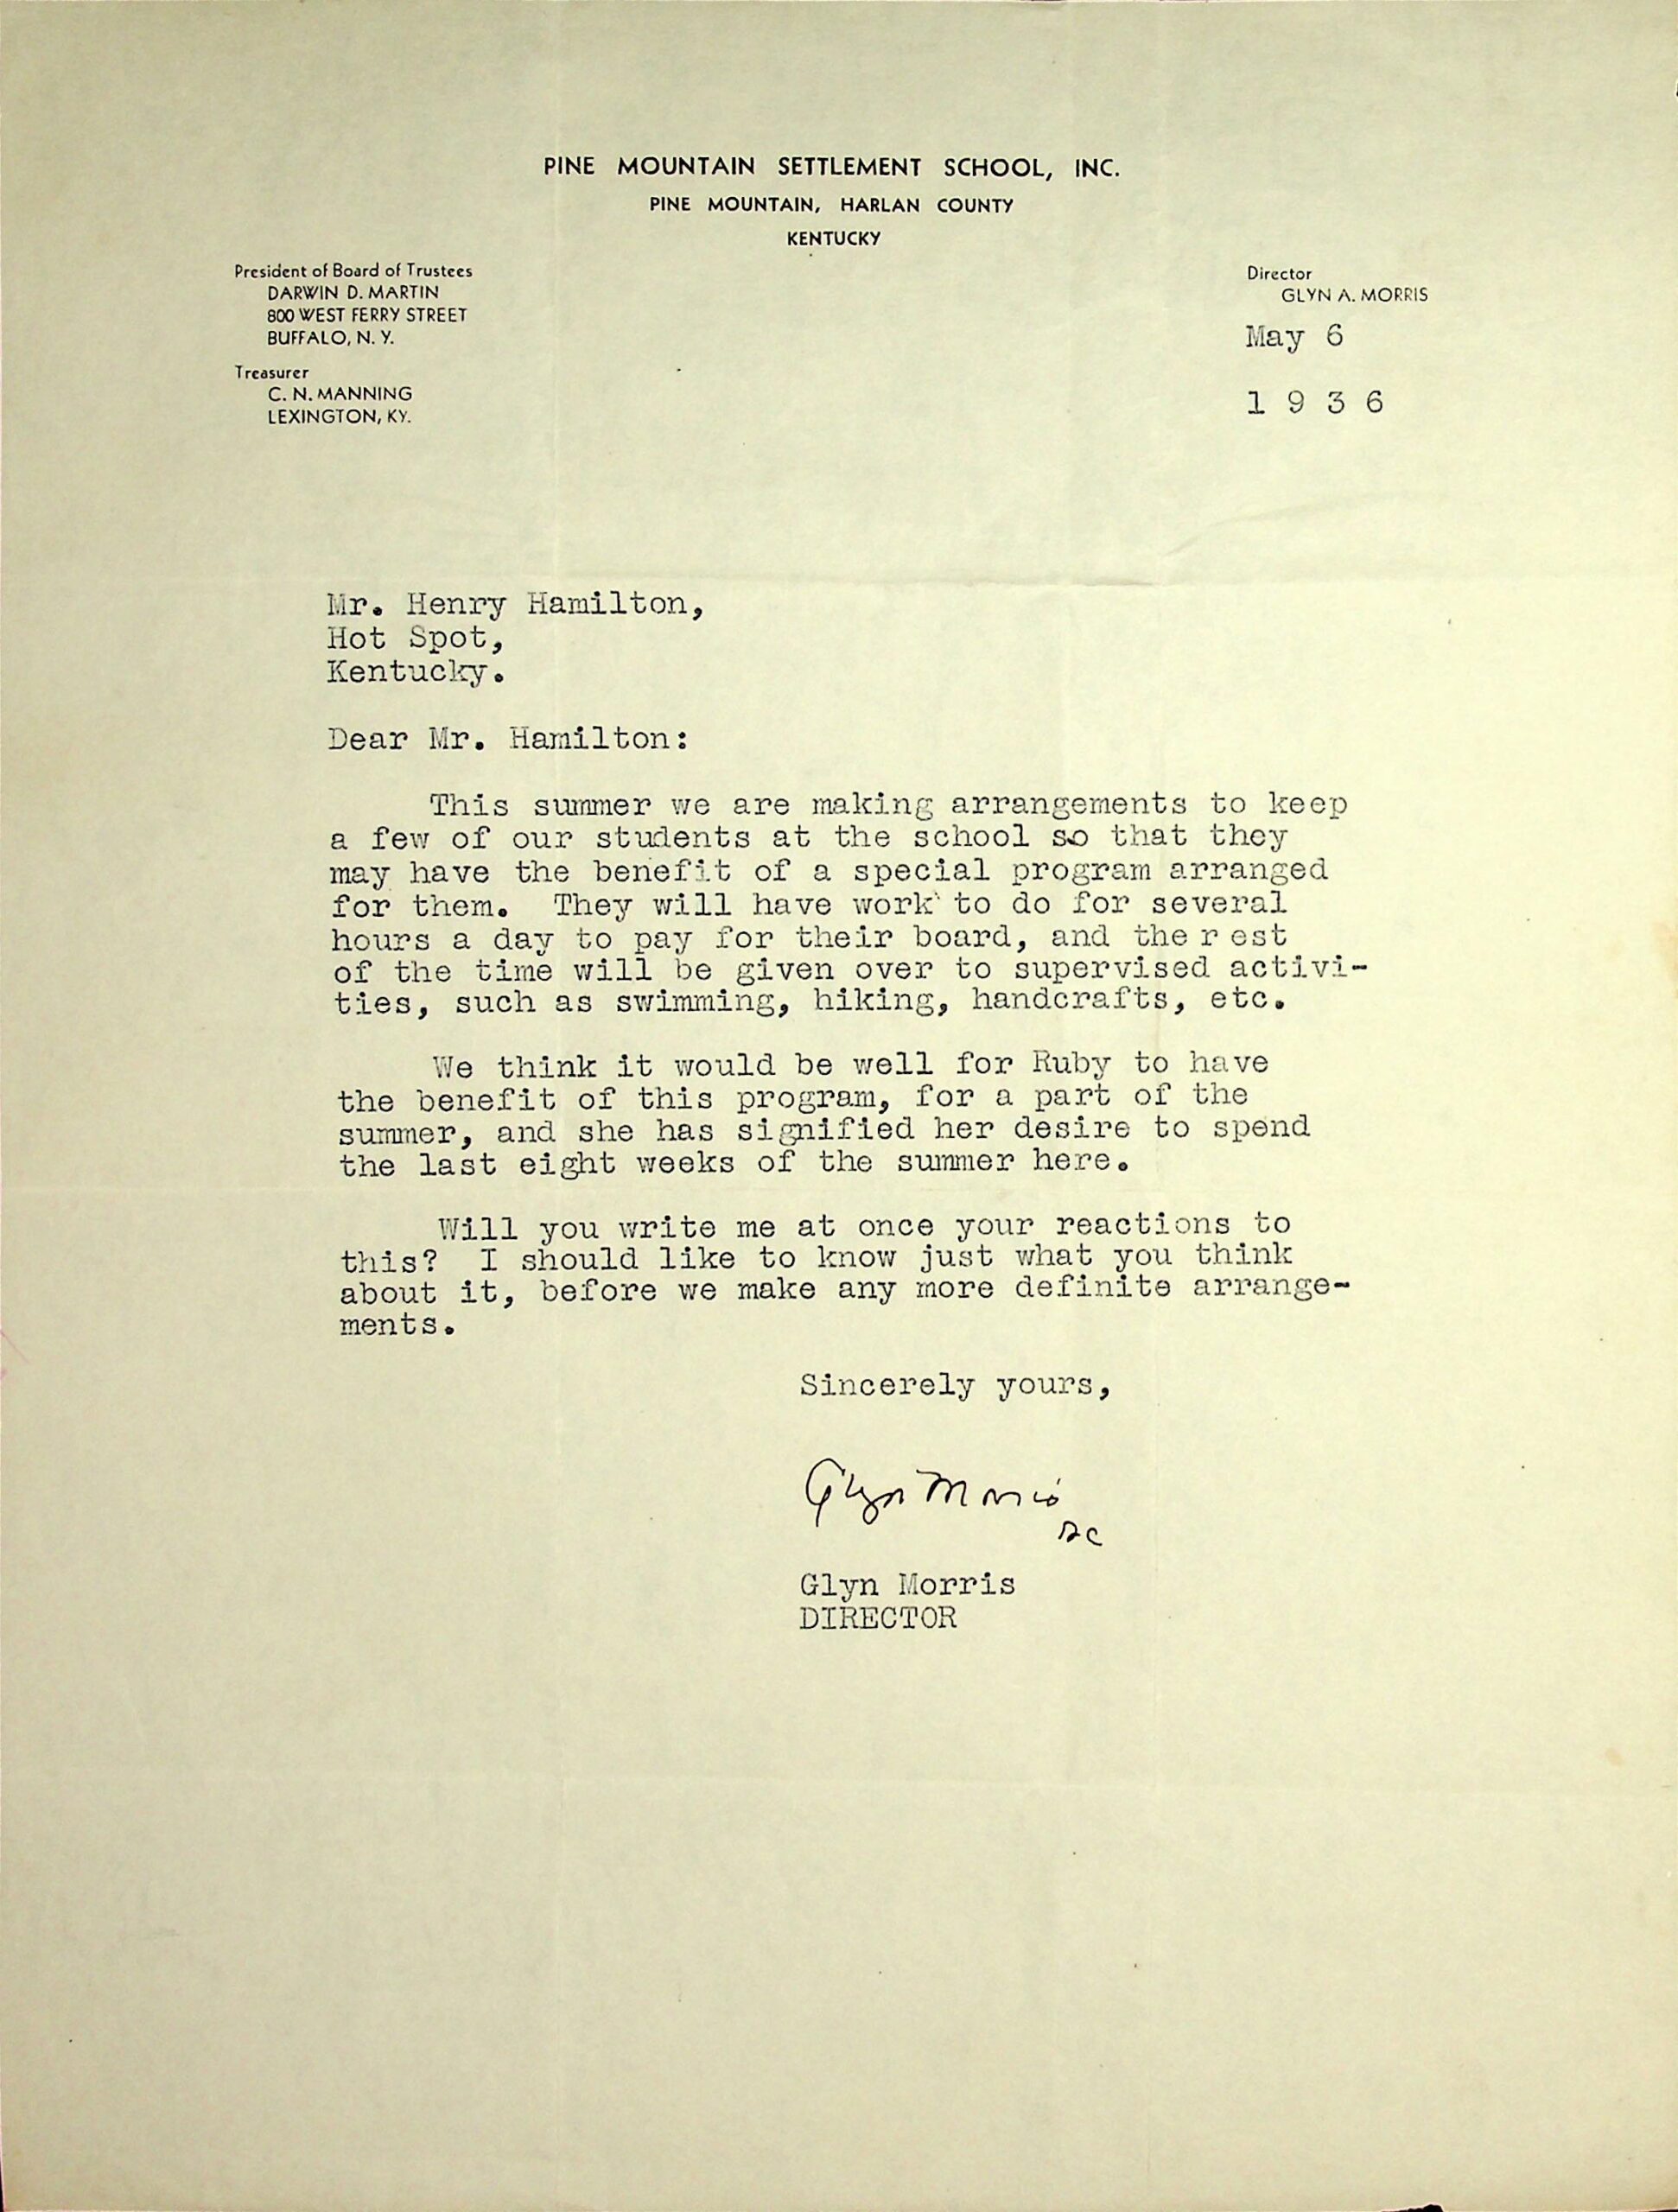 PINE MOUNTAIN SETTLEMENT SCHOOL, INC.
PINE MOUNTAIN, HARLAN COUNTY
KENTUCKY
President of Board of Trustees
DARWIN D. MARTIN
800 WEST FERRY STREET
BUFFALO, N. Y.
Treasurer
C. N. MANNING
LEXINGTON, KY.
Director
GLYN A. MORRIS
May 6
1 9 3 6
Mr. Henry Hamilton,
Hot Spot,
Kentucky.
Dear Mr. Hamilton:
This summer we are making arrangements to keep
a few of our students at the school so that they
may have the benefit of a special program arranged
for them. They will have work to do for several
hours a day to pay for their board, and the r est
of the time will be given over to supervised activi-
ties, such as swimming, hiking, handcrafts, etc.
We think it would be well for Ruby to have
the benefit of this program, for a part of the
summer, and she has signified her desire to spend
the last eight weeks of the summer here.
Will you write me at once your reactions to
this? I should like to know just what you think
about it, before we make any more definite arrange-
ments.
Sincerely yours,
Glyn Morris
Glyn Morris
DIRECTOR